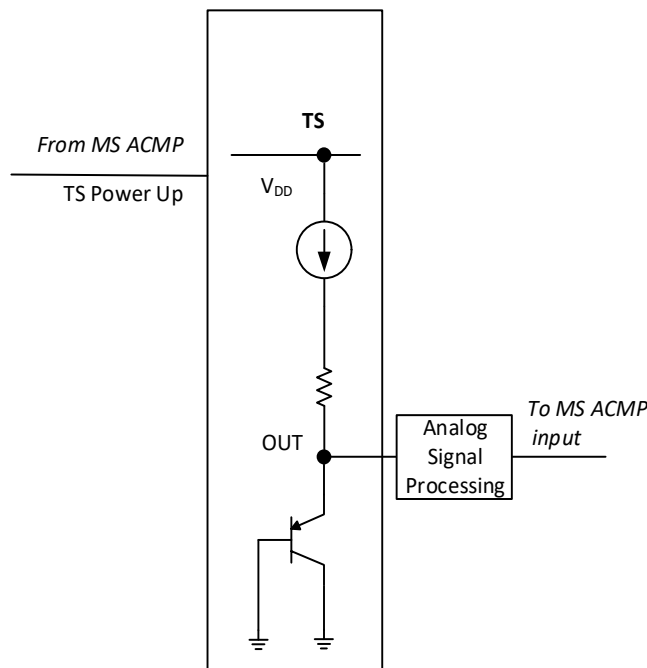 TS
From MS ACMP
TS Power Up
VDD
OUT
Analog
Signal
Processing
To MS ACMP
input